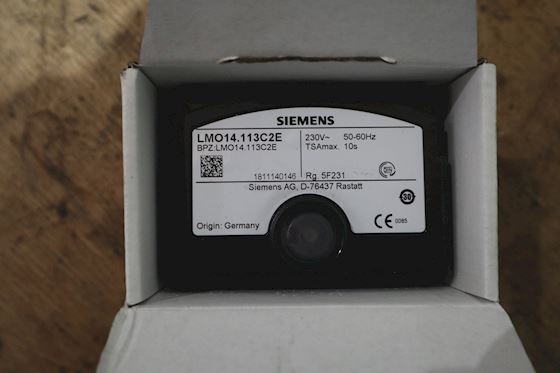 SIEMENS
LMO14.113C2E
BPZ:LMO14.113C2E
230V~ 50-60Hz
TSAmax. 10s
1811140146 Rg. 5F231
Siemens AG, D-76437 Rastatt
Origin: Germany
CE 0085